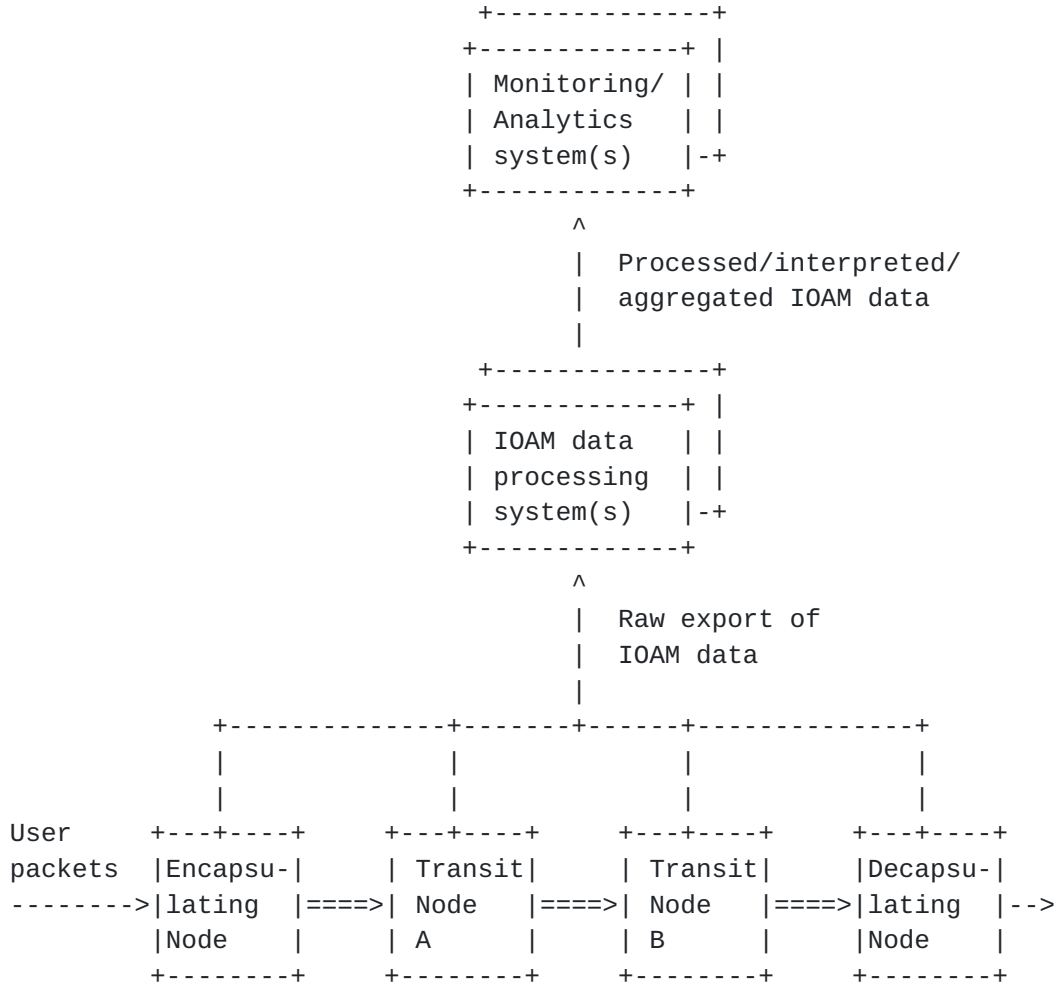 Monitoring/
Analytics
system(s)
Processed/interpreted/
aggregated IOAM data
IOAM data
processing
system(s)
Raw export of
IOAM data
User
packets
Encapsu-
lating
Node
Transit
Node
A
Transit
Node
B
Decapsu-
lating
Node